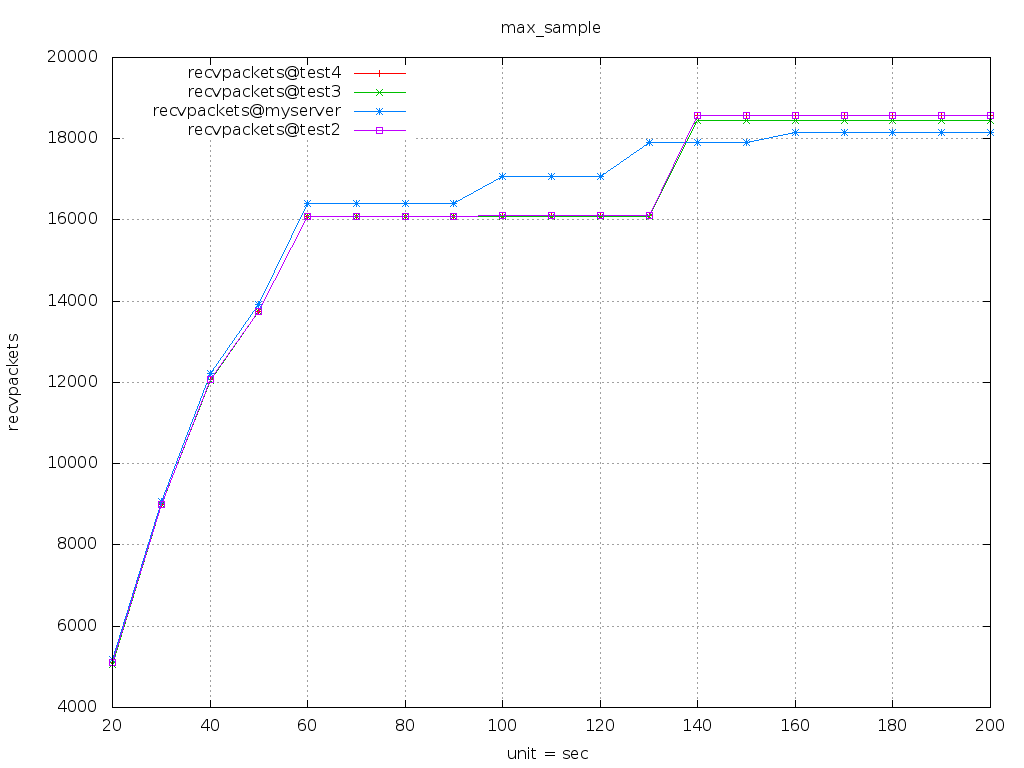 max_sample
20000
18000
16000
14000
12000
10000
8000
6000
4000
recvpackets@test4
recvpackets@test3
recvpackets@myserver
recvpackets@test2
recvpackets
20 40 60 80 100 120 140 160 180 200
unit = sec